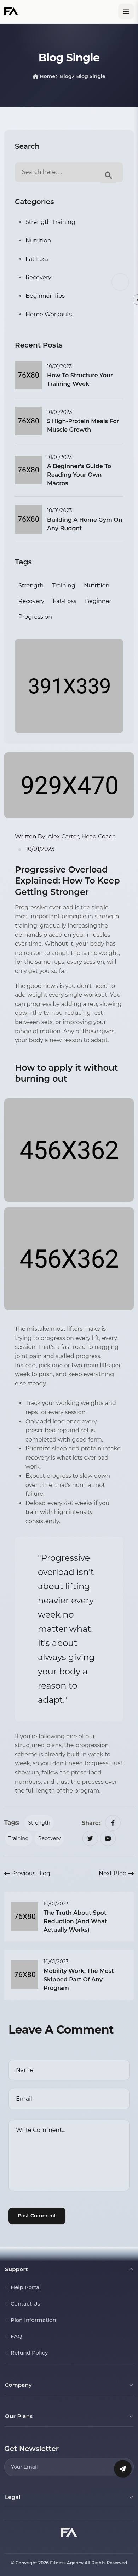 FA
Blog Single
Home> Blog> Blog Single
Search
Search here...
Categories
Strength Training
Nutrition
Fat Loss
Recovery
Beginner Tips
Home Workouts
Recent Posts
76X80
10/01/2023
How To Structure Your
Training Week
76X80
10/01/2023
5 High-Protein Meals For
Muscle Growth
76X80
10/01/2023
A Beginner's Guide To
Reading Your Own
Macros
76X80
10/01/2023
Building A Home Gym On
Any Budget
Tags
Strength Training Nutrition
Recovery Fat-Loss Beginner
Progression
391X339
929X470
Written By: Alex Carter, Head Coach
10/01/2023
Progressive Overload
Explained: How To Keep
Getting Stronger
Progressive overload is the single
most important principle in strength
training: gradually increasing the
demands placed on your muscles
over time. Without it, your body has
no reason to adapt: the same weight,
for the same reps, every session, will
only get you so far.
The good news is you don't need to
add weight every single workout. You
can progress by adding a rep, slowing
down the tempo, reducing rest
between sets, or improving your
range of motion. Any of these gives
your body a new reason to adapt.
How to apply it without
burning out
456X362
456X362
The mistake most lifters make is
trying to progress on every lift, every
session. That's a fast road to nagging
joint pain and stalled progress.
Instead, pick one or two main lifts per
week to push, and keep everything
else steady.
Track your working weights and
reps for every session.
Only add load once every
prescribed rep and set is
completed with good form.
Prioritize sleep and protein intake:
recovery is what lets overload
work.
Expect progress to slow down
over time; that's normal, not
failure.
Deload every 4-6 weeks if you
train with high intensity
consistently.
"Progressive
overload isn't
about lifting
heavier every
week no
matter what.
It's about
always giving
your body a
reason to
adapt."
If you're following one of our
structured plans, the progression
scheme is already built in week to
week, so you don't need to guess. Just
show up, follow the prescribed
numbers, and trust the process over
the full length of the program.
Tags: Strength
Training Recovery
Share:
Previous Blog
Next Blog
76X80
10/01/2023
The Truth About Spot
Reduction (And What
Actually Works)
76X80
10/01/2023
Mobility Work: The Most
Skipped Part Of Any
Program
Leave A Comment
Name
Email
Write Comment...
Post Comment
Support
Help Portal
Contact Us
Plan Information
FAQ
Refund Policy
Company
Our Plans
Get Newsletter
Your Email
Legal
FA
© Copyright 2026 Fitness Agency All Rights Reserved